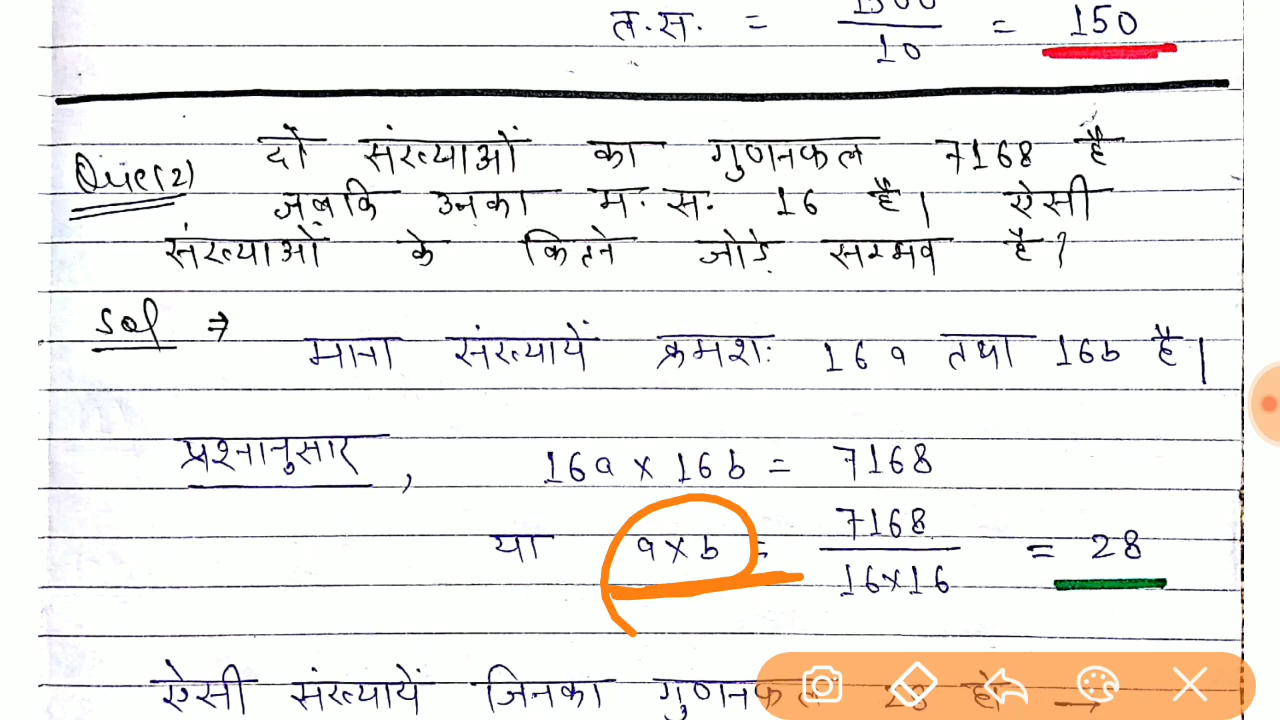 ल.स. = 1500/10 = 150
Que(2) दो संख्याओं का गुणनफल 7168 है
जबकि उनका म. स. 16 है। ऐसी
संख्याओं के कितने जोड़े सम्भव है?
Sol ⇒ माना संख्यायें क्रमशः 16a तथा 16b है।
प्रश्नानुसार, 16a × 16b = 7168
या a×b = 7168/16×16 = 28
ऐसी संख्यायें जिनका गुणनफल 28 हो →